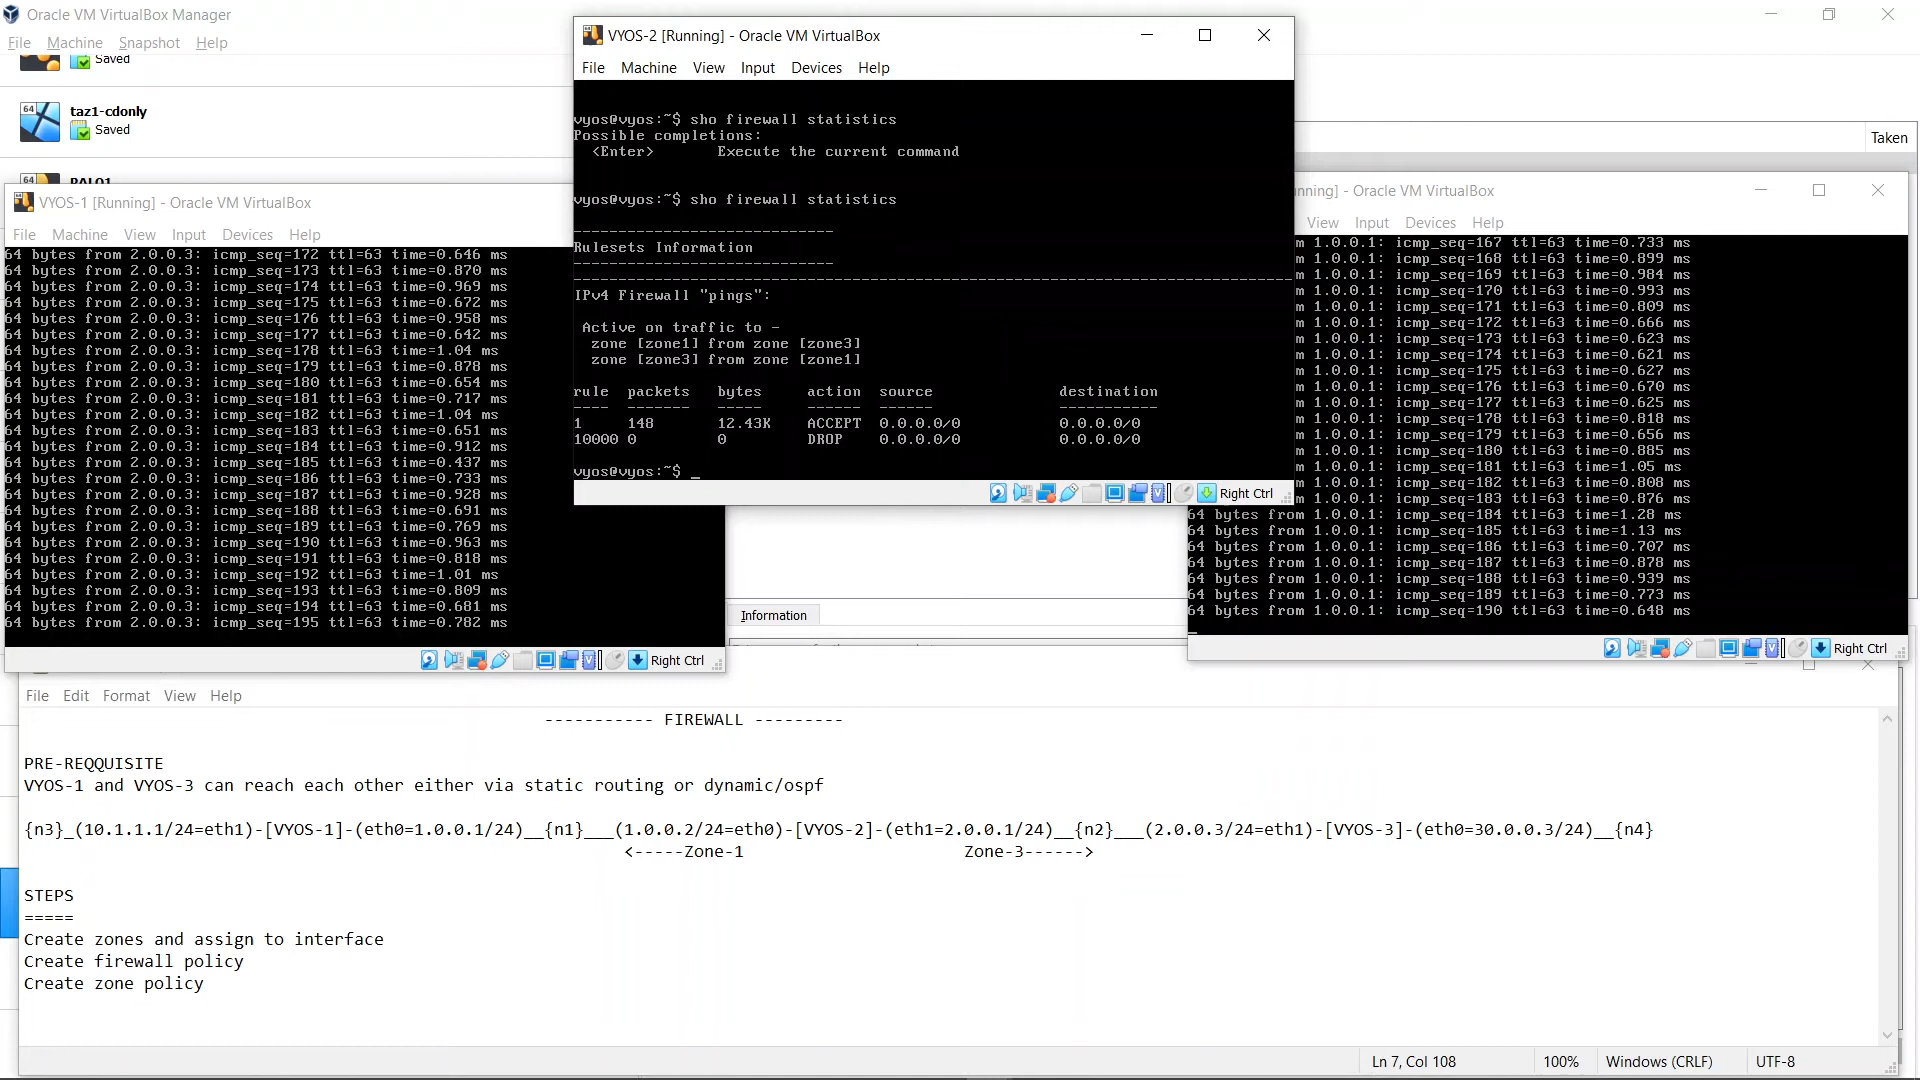 Oracle VM VirtualBox Manager
File Machine Snapshot Help
Saved
64 taz1-cdonly
Saved
64
Taken
VYOS-2 [Running] - Oracle VM VirtualBox
File Machine View Input Devices Help
vyos@vyos:~$ sho firewall statistics
Possible completions:
<Enter> Execute the current command
vyos@vyos:~$ sho firewall statistics
---------------------------
Rulesets Information
---------------------------
--------------------------------------------------------------------------------
IPv4 Firewall "pings":
Active on traffic to -
zone [zone1] from zone [zone3]
zone [zone3] from zone [zone1]
rule packets bytes action source destination
---- ------- ----- ------ ------ -----------
1 148 12.43K ACCEPT 0.0.0.0/0 0.0.0.0/0
10000 0 0 DROP 0.0.0.0/0 0.0.0.0/0
vyos@vyos:~$ _
Right Ctrl
VYOS-1 [Running] - Oracle VM VirtualBox
File Machine View Input Devices Help
64 bytes from 2.0.0.3: icmp_seq=172 ttl=63 time=0.646 ms
64 bytes from 2.0.0.3: icmp_seq=173 ttl=63 time=0.870 ms
64 bytes from 2.0.0.3: icmp_seq=174 ttl=63 time=0.969 ms
64 bytes from 2.0.0.3: icmp_seq=175 ttl=63 time=0.672 ms
64 bytes from 2.0.0.3: icmp_seq=176 ttl=63 time=0.958 ms
64 bytes from 2.0.0.3: icmp_seq=177 ttl=63 time=0.642 ms
64 bytes from 2.0.0.3: icmp_seq=178 ttl=63 time=1.04 ms
64 bytes from 2.0.0.3: icmp_seq=179 ttl=63 time=0.878 ms
64 bytes from 2.0.0.3: icmp_seq=180 ttl=63 time=0.654 ms
64 bytes from 2.0.0.3: icmp_seq=181 ttl=63 time=0.717 ms
64 bytes from 2.0.0.3: icmp_seq=182 ttl=63 time=1.04 ms
64 bytes from 2.0.0.3: icmp_seq=183 ttl=63 time=0.651 ms
64 bytes from 2.0.0.3: icmp_seq=184 ttl=63 time=0.912 ms
64 bytes from 2.0.0.3: icmp_seq=185 ttl=63 time=0.437 ms
64 bytes from 2.0.0.3: icmp_seq=186 ttl=63 time=0.733 ms
64 bytes from 2.0.0.3: icmp_seq=187 ttl=63 time=0.928 ms
64 bytes from 2.0.0.3: icmp_seq=188 ttl=63 time=0.691 ms
64 bytes from 2.0.0.3: icmp_seq=189 ttl=63 time=0.769 ms
64 bytes from 2.0.0.3: icmp_seq=190 ttl=63 time=0.963 ms
64 bytes from 2.0.0.3: icmp_seq=191 ttl=63 time=0.818 ms
64 bytes from 2.0.0.3: icmp_seq=192 ttl=63 time=1.01 ms
64 bytes from 2.0.0.3: icmp_seq=193 ttl=63 time=0.809 ms
64 bytes from 2.0.0.3: icmp_seq=194 ttl=63 time=0.681 ms
64 bytes from 2.0.0.3: icmp_seq=195 ttl=63 time=0.782 ms
Right Ctrl
nning] - Oracle VM VirtualBox
View Input Devices Help
m 1.0.0.1: icmp_seq=167 ttl=63 time=0.733 ms
m 1.0.0.1: icmp_seq=168 ttl=63 time=0.899 ms
m 1.0.0.1: icmp_seq=169 ttl=63 time=0.984 ms
m 1.0.0.1: icmp_seq=170 ttl=63 time=0.993 ms
m 1.0.0.1: icmp_seq=171 ttl=63 time=0.809 ms
m 1.0.0.1: icmp_seq=172 ttl=63 time=0.666 ms
m 1.0.0.1: icmp_seq=173 ttl=63 time=0.623 ms
m 1.0.0.1: icmp_seq=174 ttl=63 time=0.621 ms
m 1.0.0.1: icmp_seq=175 ttl=63 time=0.627 ms
m 1.0.0.1: icmp_seq=176 ttl=63 time=0.670 ms
m 1.0.0.1: icmp_seq=177 ttl=63 time=0.625 ms
m 1.0.0.1: icmp_seq=178 ttl=63 time=0.818 ms
m 1.0.0.1: icmp_seq=179 ttl=63 time=0.656 ms
m 1.0.0.1: icmp_seq=180 ttl=63 time=0.885 ms
m 1.0.0.1: icmp_seq=181 ttl=63 time=1.05 ms
m 1.0.0.1: icmp_seq=182 ttl=63 time=0.808 ms
m 1.0.0.1: icmp_seq=183 ttl=63 time=0.876 ms
64 bytes from 1.0.0.1: icmp_seq=184 ttl=63 time=1.28 ms
64 bytes from 1.0.0.1: icmp_seq=185 ttl=63 time=1.13 ms
64 bytes from 1.0.0.1: icmp_seq=186 ttl=63 time=0.707 ms
64 bytes from 1.0.0.1: icmp_seq=187 ttl=63 time=0.878 ms
64 bytes from 1.0.0.1: icmp_seq=188 ttl=63 time=0.939 ms
64 bytes from 1.0.0.1: icmp_seq=189 ttl=63 time=0.773 ms
64 bytes from 1.0.0.1: icmp_seq=190 ttl=63 time=0.648 ms
Right Ctrl
Information
File Edit Format View Help
----------- FIREWALL ---------
PRE-REQQUISITE
VYOS-1 and VYOS-3 can reach each other either via static routing or dynamic/ospf
{n3}_(10.1.1.1/24=eth1)-[VYOS-1]-(eth0=1.0.0.1/24)__{n1}___(1.0.0.2/24=eth0)-[VYOS-2]-(eth1=2.0.0.1/24)__{n2}___(2.0.0.3/24=eth1)-[VYOS-3]-(eth0=30.0.0.3/24)__{n4}
<-----Zone-1 Zone-3------>
STEPS
=====
Create zones and assign to interface
Create firewall policy
Create zone policy
Ln 7, Col 108 100% Windows (CRLF) UTF-8